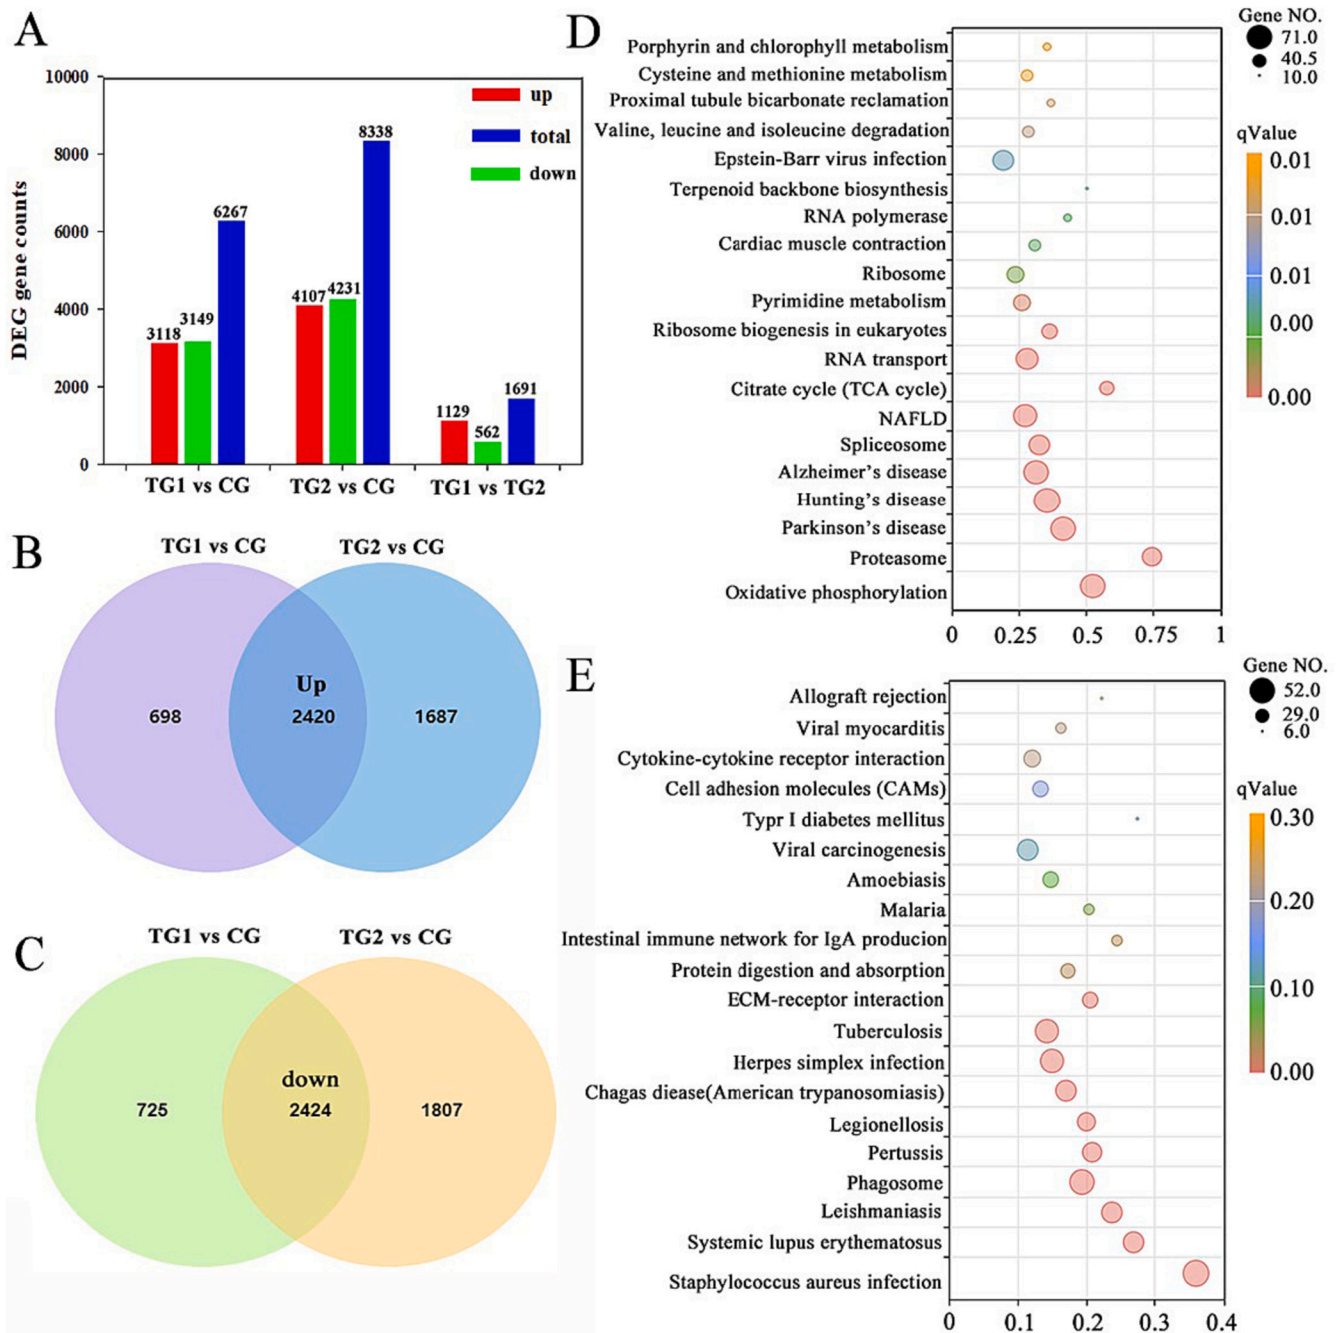 A
10000
8000
6000
4000
2000
0
DEG gene counts
up
total
down
3118
3149
6267
4107
4231
8338
1129
562
1691
TG1 vs CG
TG2 vs CG
TG1 vs TG2
B
TG1 vs CG
TG2 vs CG
Up
698
2420
1687
C
TG1 vs CG
TG2 vs CG
down
725
2424
1807
D
Porphyrin and chlorophyll metabolism
Cysteine and methionine metabolism
Proximal tubule bicarbonate reclamation
Valine, leucine and isoleucine degradation
Epstein-Barr virus infection
Terpenoid backbone biosynthesis
RNA polymerase
Cardiac muscle contraction
Ribosome
Pyrimidine metabolism
Ribosome biogenesis in eukaryotes
RNA transport
Citrate cycle (TCA cycle)
NAFLD
Spliceosome
Alzheimer's disease
Hunting's disease
Parkinson's disease
Proteasome
Oxidative phosphorylation
0
0.25
0.5
0.75
1
Gene NO.
71.0
40.5
10.0
qValue
0.01
0.01
0.01
0.00
0.00
E
Allograft rejection
Viral myocarditis
Cytokine-cytokine receptor interaction
Cell adhesion molecules (CAMs)
Typr I diabetes mellitus
Viral carcinogenesis
Amoebiasis
Malaria
Intestinal immune network for IgA producion
Protein digestion and absorption
ECM-receptor interaction
Tuberculosis
Herpes simplex infection
Chagas diease(American trypanosomiasis)
Legionellosis
Pertussis
Phagosome
Leishmaniasis
Systemic lupus erythematosus
Staphylococcus aureus infection
0
0.1
0.2
0.3
0.4
Gene NO.
52.0
29.0
6.0
qValue
0.30
0.20
0.10
0.00